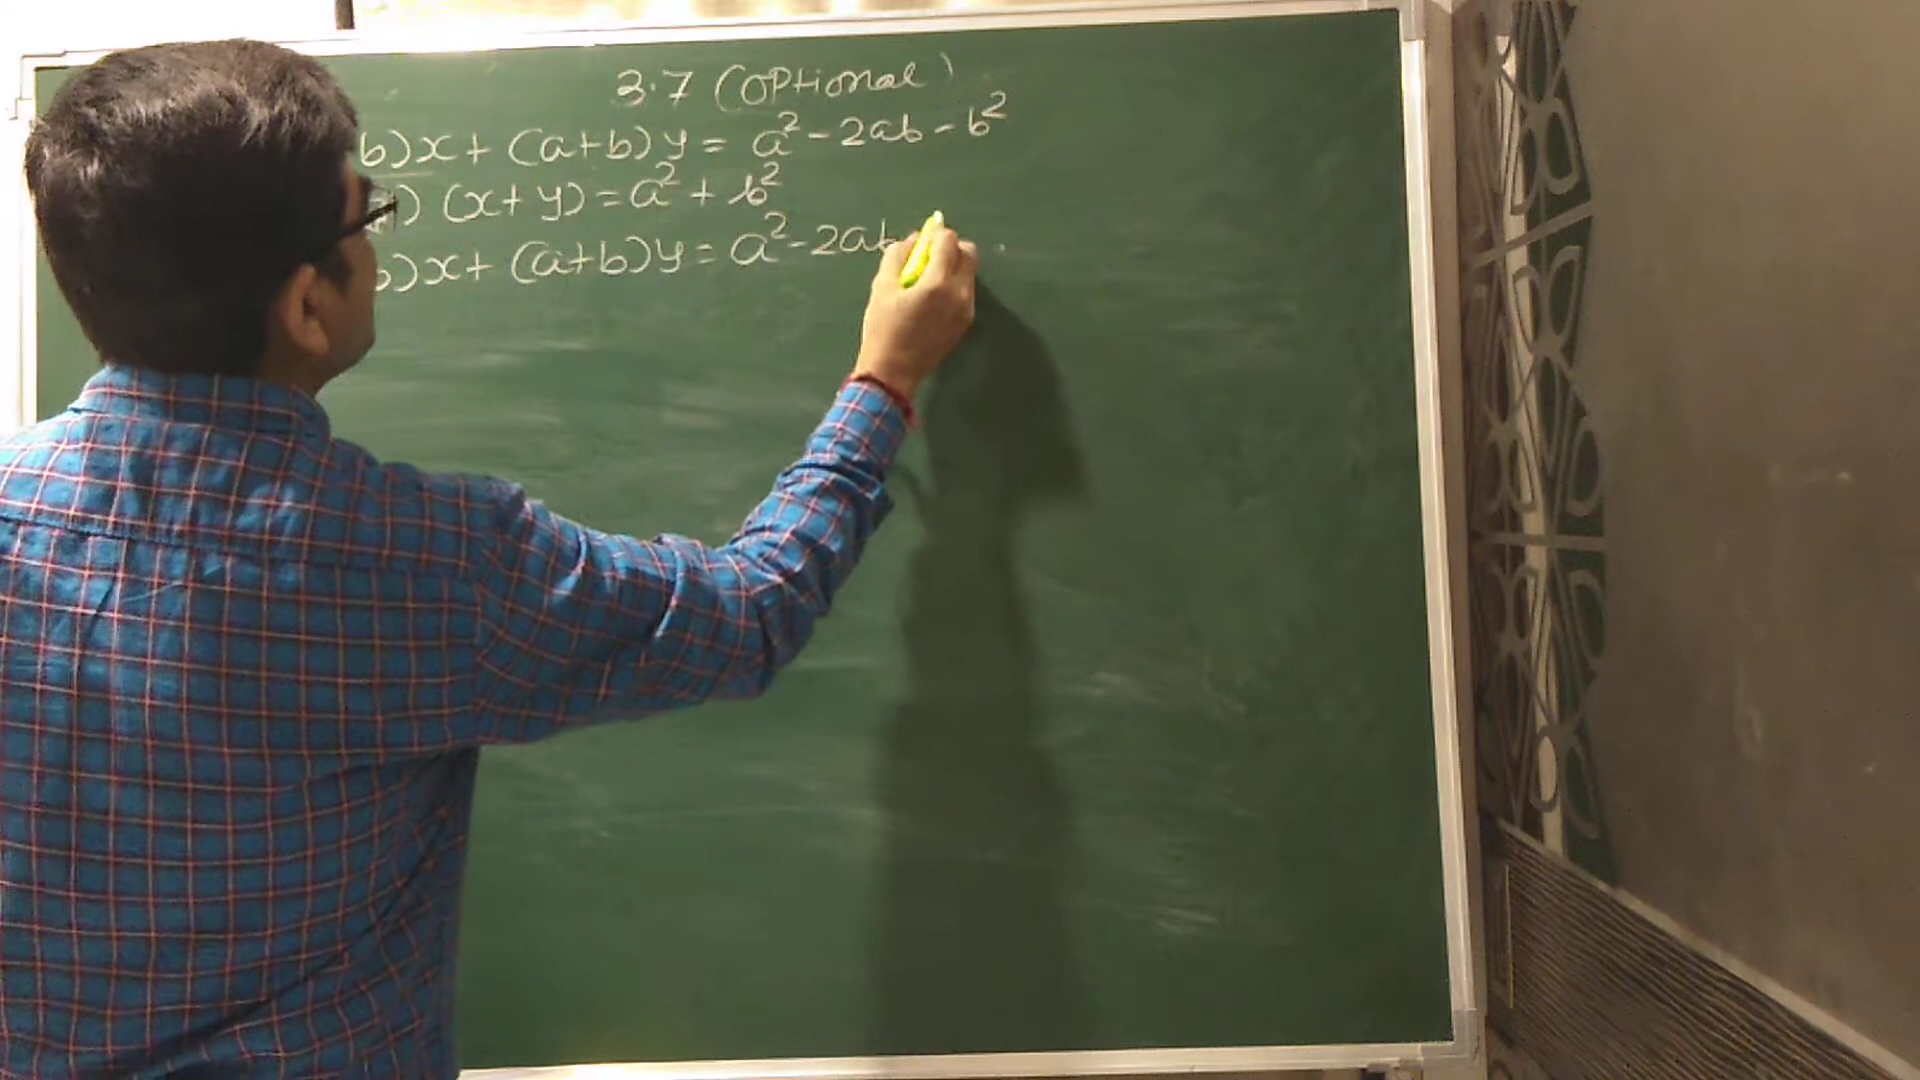 3.7 (OPtional)
b)x + (a+b)y = a² - 2ab - b²
) (x+y) = a² + b²
b)x + (a+b)y = a² - 2ab